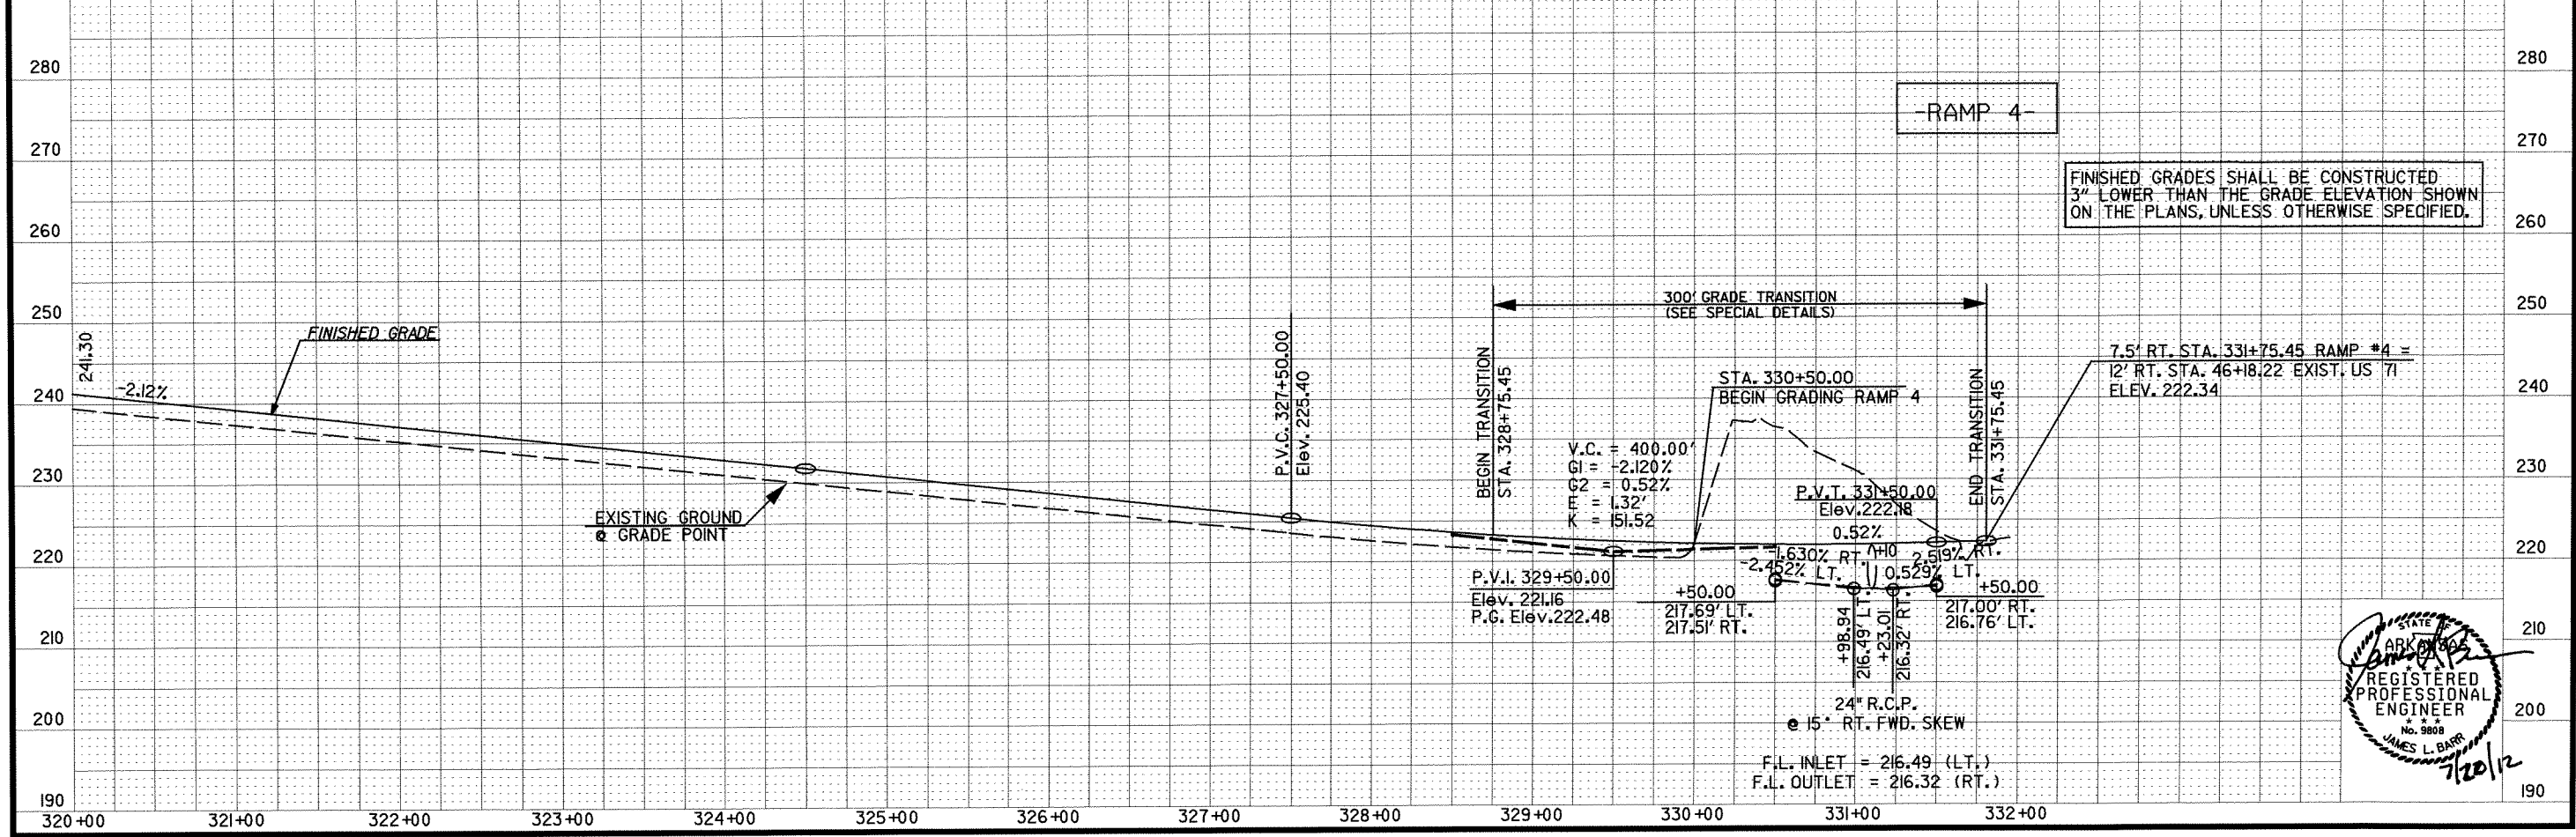 280
280
-RAMP 4-
270
270
FINISHED GRADES SHALL BE CONSTRUCTED
3" LOWER THAN THE GRADE ELEVATION SHOWN
ON THE PLANS, UNLESS OTHERWISE SPECIFIED.
260
260
250
250
300' GRADE TRANSITION
(SEE SPECIAL DETAILS)
241.30
FINISHED GRADE
-2.12%
240
240
P.V.C. 327+50.00
Elev. 225.40
BEGIN TRANSITION
STA. 328+75.45
STA. 330+50.00
BEGIN GRADING RAMP 4
END TRANSITION
STA. 331+75.45
7.5' RT. STA. 331+75.45 RAMP #4 =
12' RT. STA. 46+18.22 EXIST. US 71
ELEV. 222.34
V.C. = 400.00'
G1 = -2.120%
G2 = 0.52%
E = 1.32'
K = 151.52
230
230
P.V.T. 331+50.00
Elev. 222.18
0.52%
EXISTING GROUND
@ GRADE POINT
220
220
-1.630% RT.
-2.452% LT.
+10
2.519% RT.
0.529% LT.
P.V.I. 329+50.00
Elev. 221.16
P.G. Elev. 222.48
+50.00
217.69' LT.
217.51' RT.
+98.94
216.49' LT.
+23.01
216.32' RT.
+50.00
217.00' RT.
216.76' LT.
210
210
24" R.C.P.
@ 15° RT. FWD. SKEW
F.L. INLET = 216.49 (LT.)
F.L. OUTLET = 216.32 (RT.)
200
200
STATE OF
ARKANSAS
REGISTERED
PROFESSIONAL
ENGINEER
No. 9808
JAMES L. BARR
7/20/12
190
190
320+00 321+00 322+00 323+00 324+00 325+00 326+00 327+00 328+00 329+00 330+00 331+00 332+00